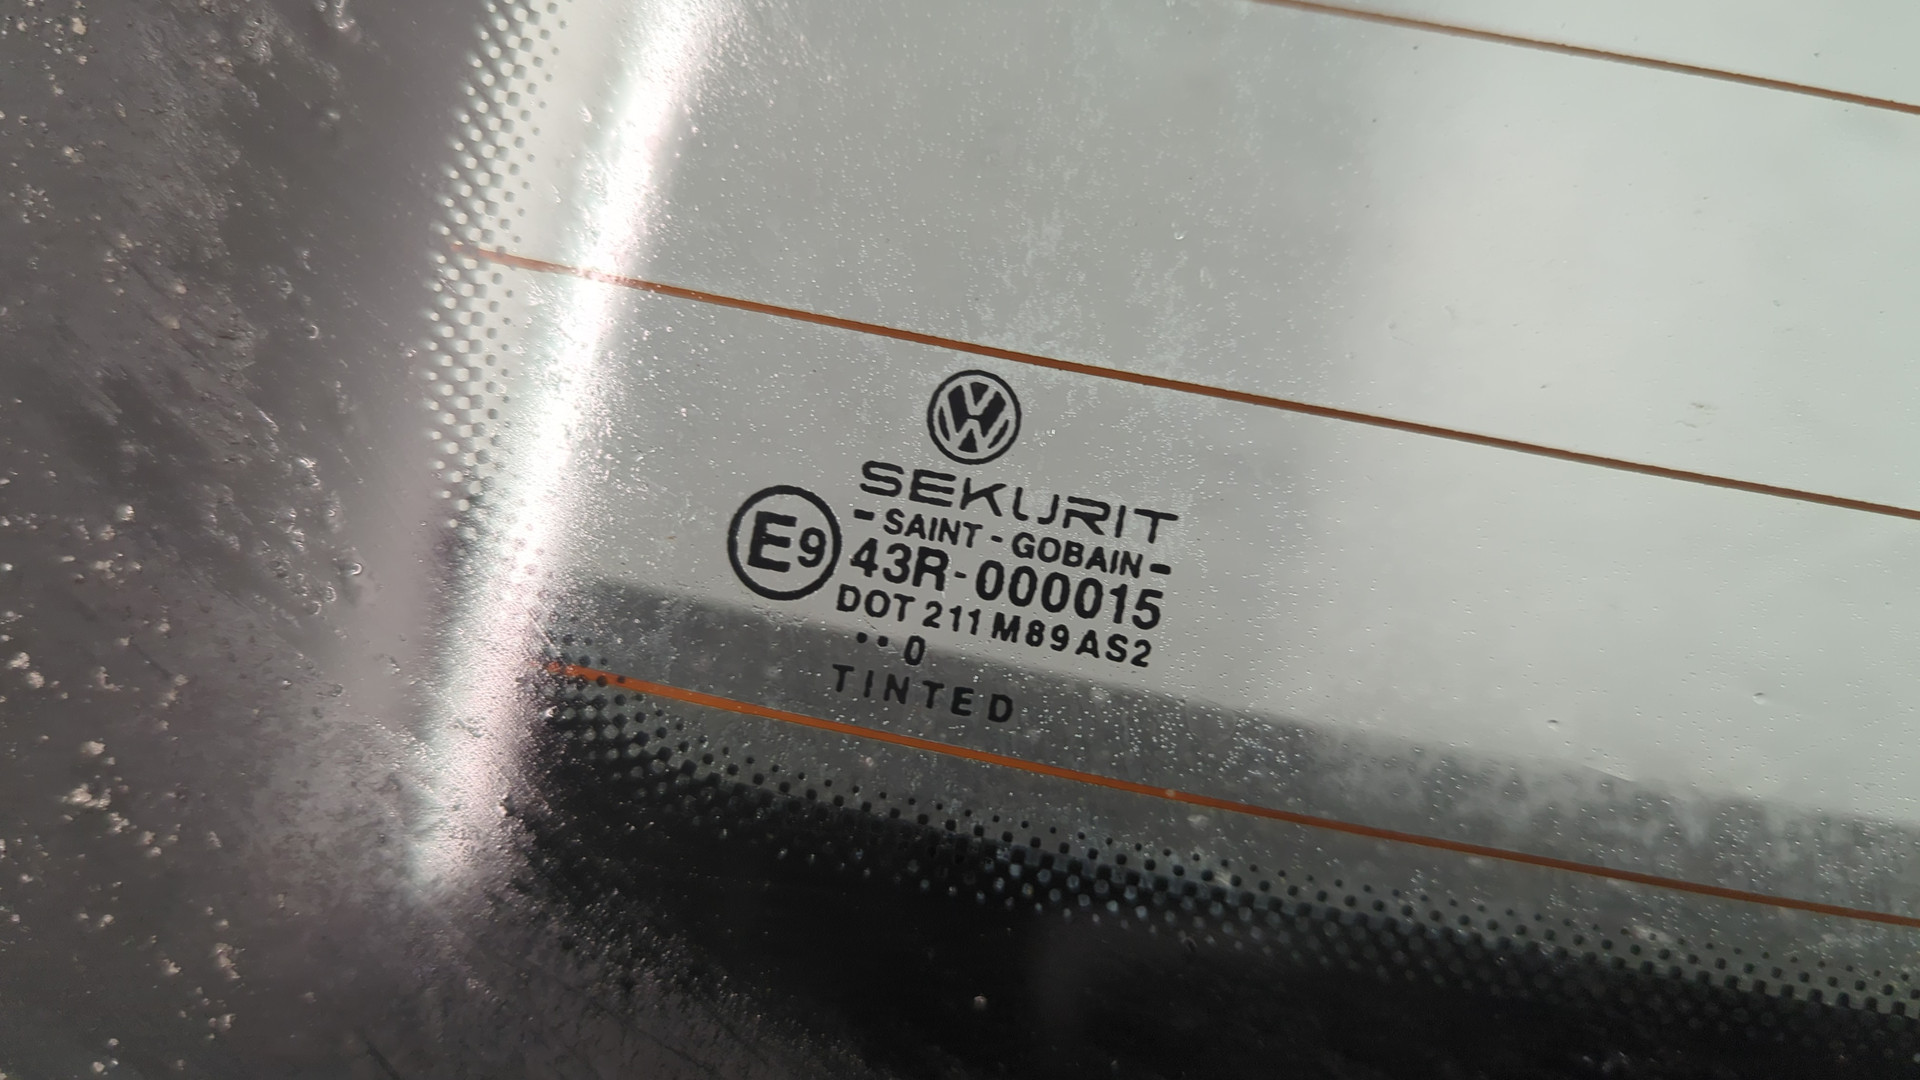 SEKURIT
- SAINT - GOBAIN -
E9 43R-000015
DOT 211 M89 AS2
•• 0
TINTED